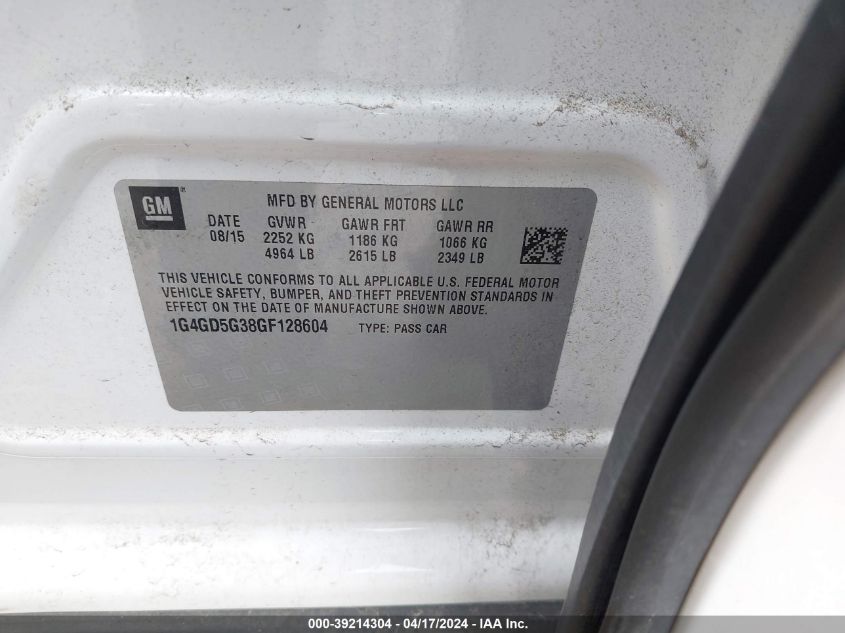 GM
MFD BY GENERAL MOTORS LLC
DATE GVWR GAWR FRT GAWR RR
08/15 2252 KG 1186 KG 1066 KG
4964 LB 2615 LB 2349 LB
THIS VEHICLE CONFORMS TO ALL APPLICABLE U.S. FEDERAL MOTOR
VEHICLE SAFETY, BUMPER, AND THEFT PREVENTION STANDARDS IN
EFFECT ON THE DATE OF MANUFACTURE SHOWN ABOVE.
1G4GD5G38GF128604 TYPE: PASS CAR
000-39214304 - 04/17/2024 - IAAI.COM.